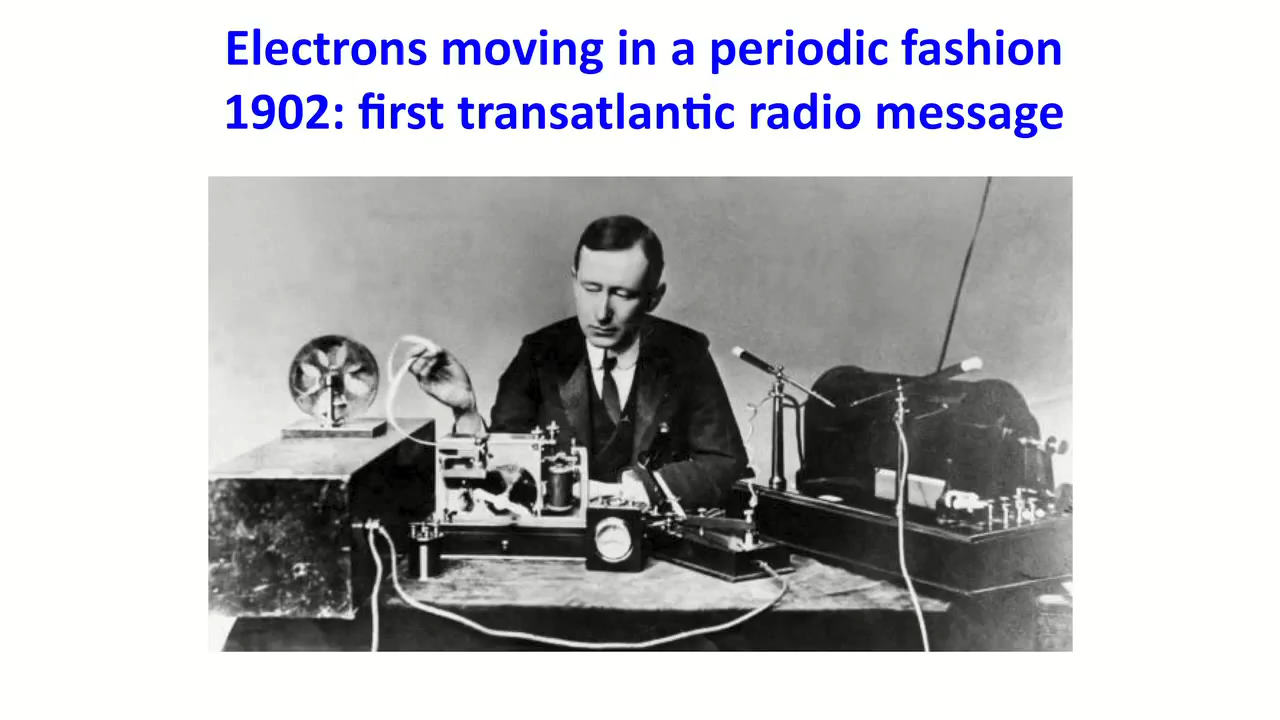 Electrons moving in a periodic fashion
1902: first transatlantic radio message